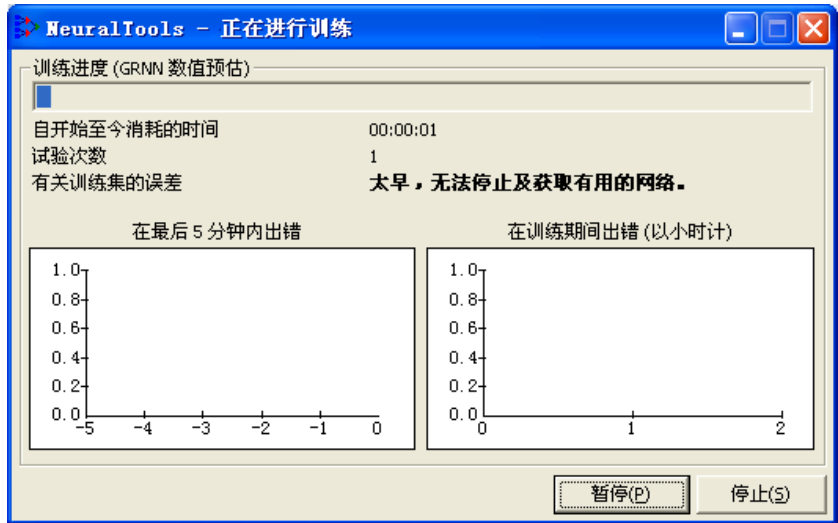 NeuralTools - 正在进行训练
训练进度 (GRNN 数值预估)
自开始至今消耗的时间 00:00:01
试验次数 1
有关训练集的误差 太早，无法停止及获取有用的网络。
在最后 5 分钟内出错 在训练期间出错 (以小时计)
1.0 1.0
0.8 0.8
0.6 0.6
0.4 0.4
0.2 0.2
0.0 0.0
-5 -4 -3 -2 -1 0 0 1 2
暂停(P) 停止(S)